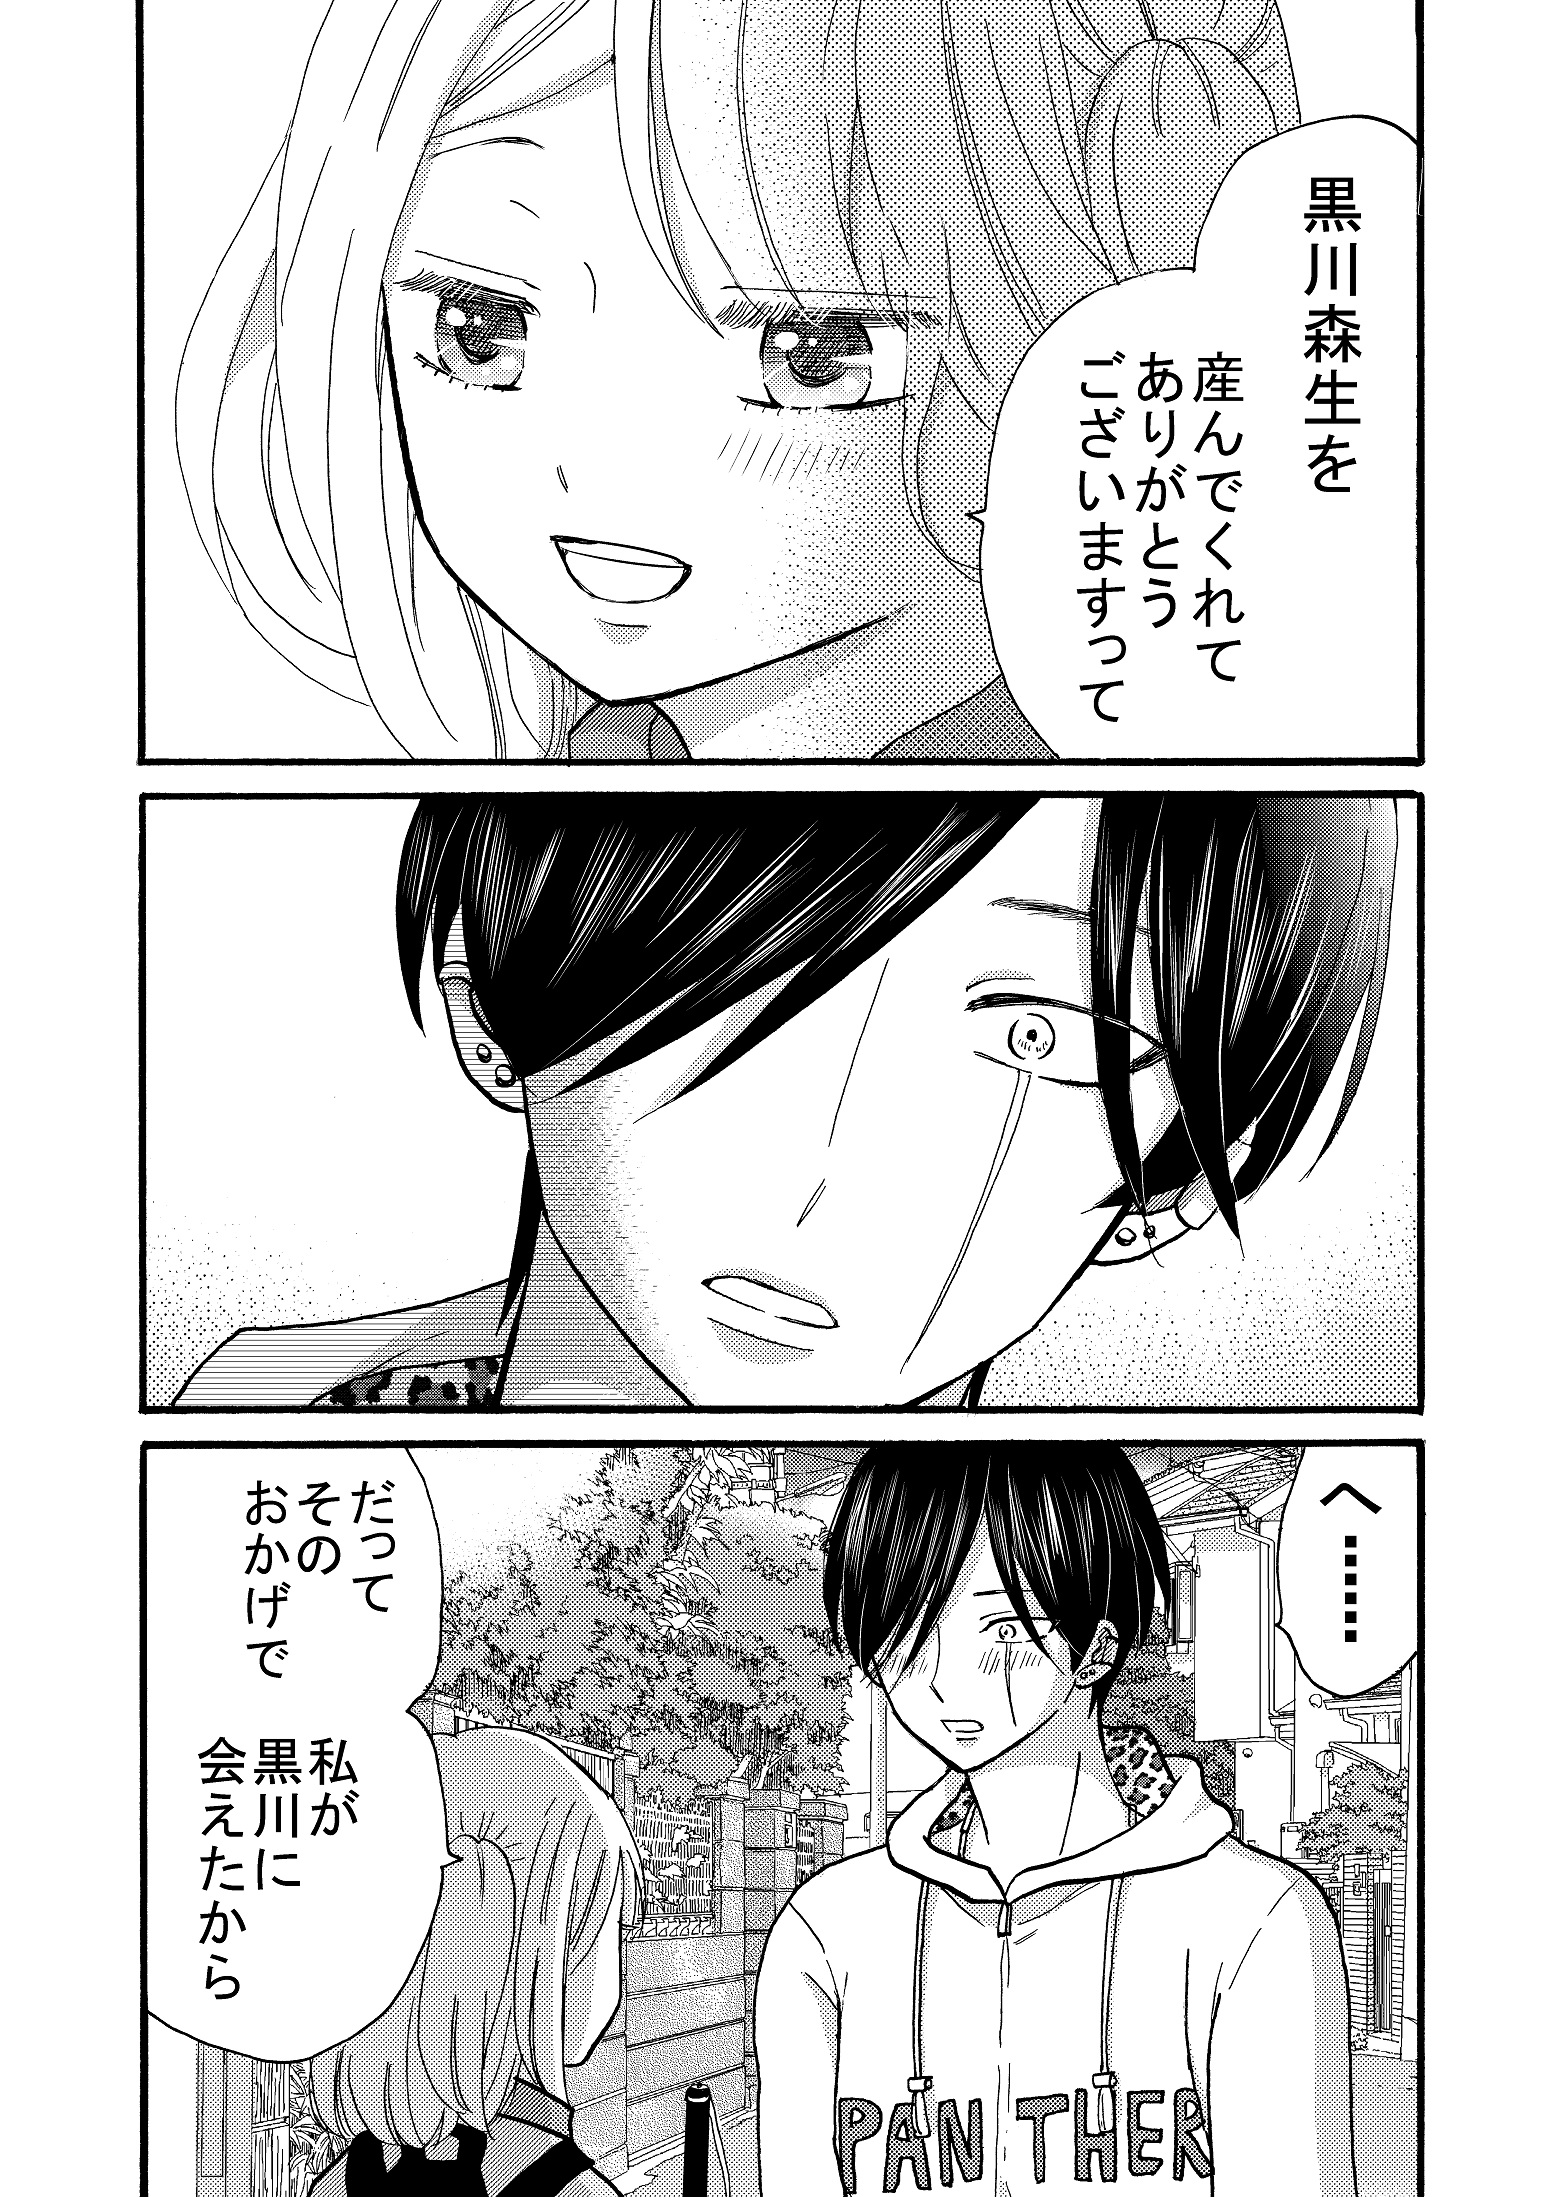 黒川森生を
産んでくれて
ありがとう
ございますって
へ……
だって
その
おかげで
私が
黒川に
会えたから
PANTHER